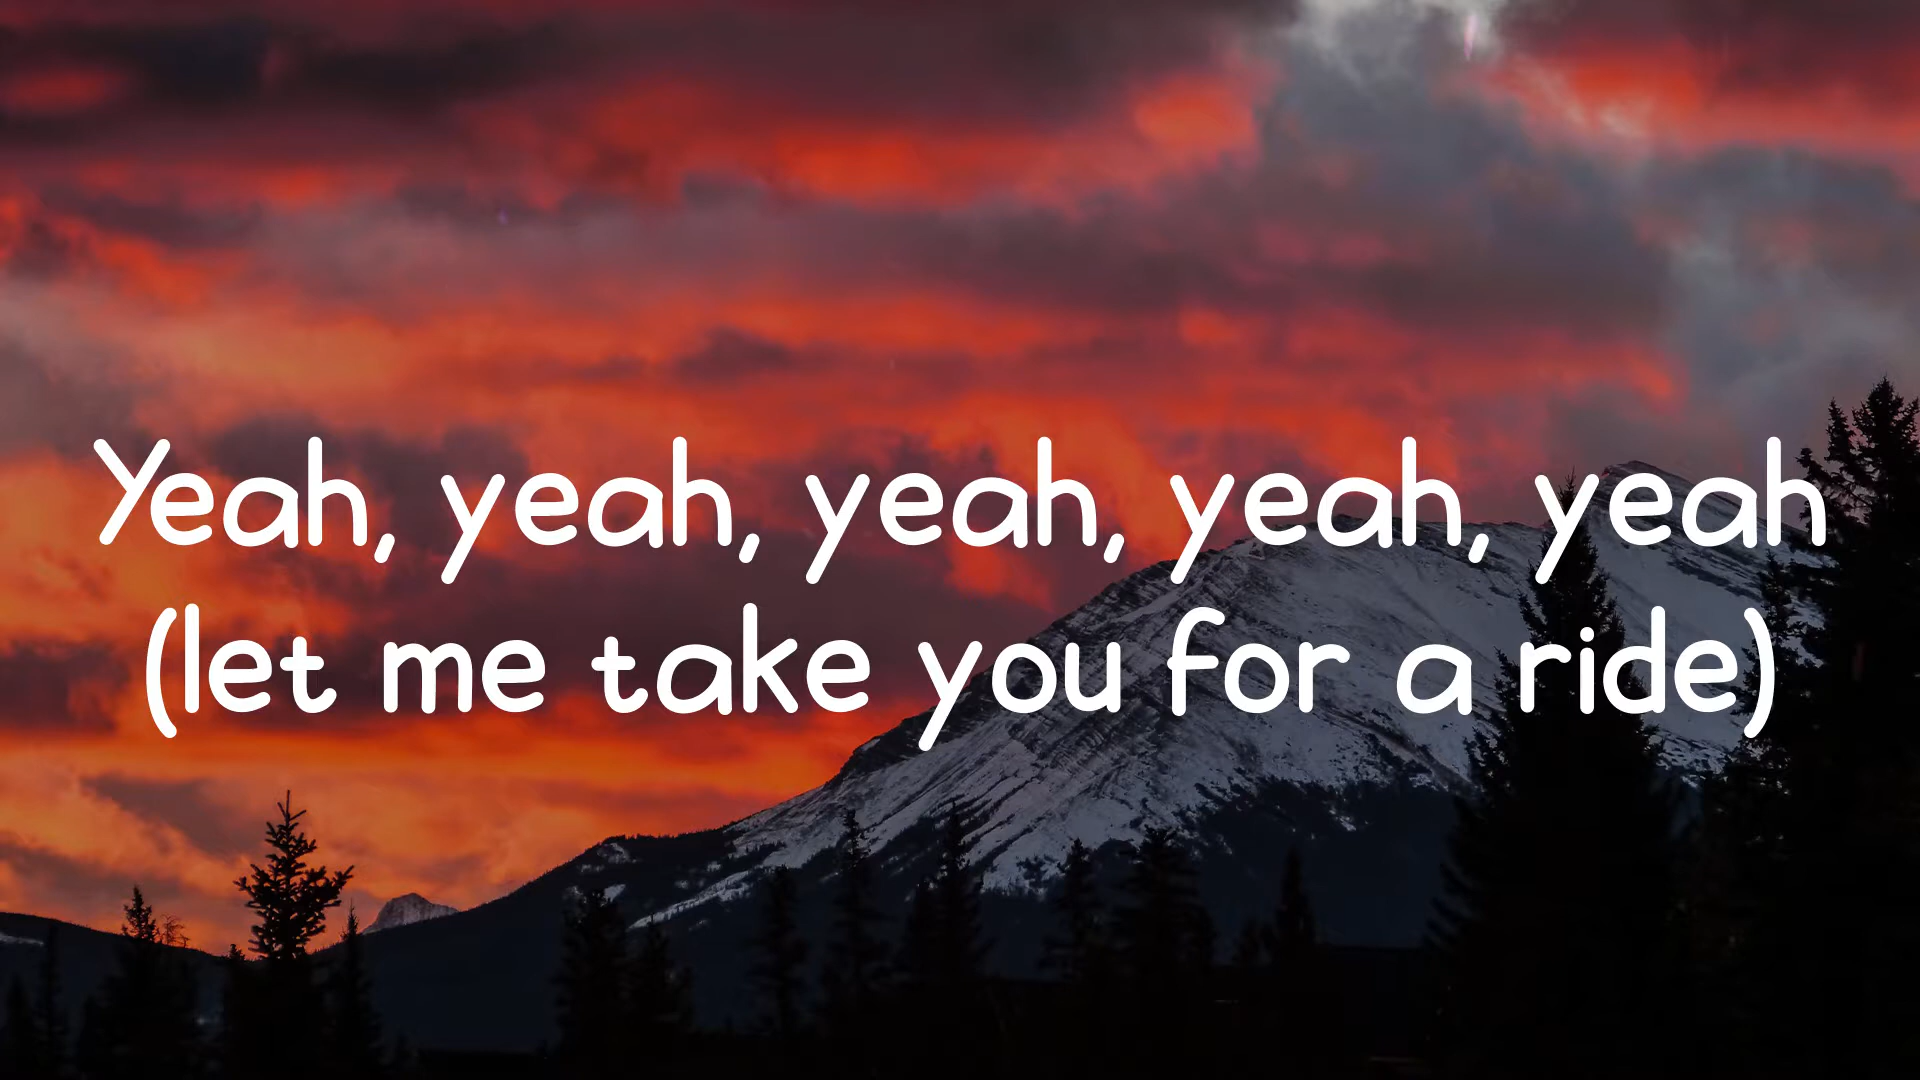 Yeah, yeah, yeah, yeah, yeah
(let me take you for a ride)